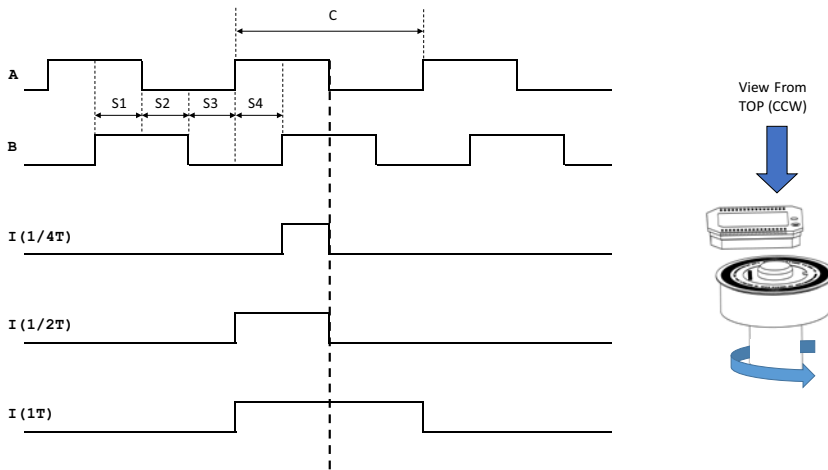 C
A
S1
S2
S3
S4
B
I(1/4T)
I(1/2T)
I(1T)
View From
TOP (CCW)